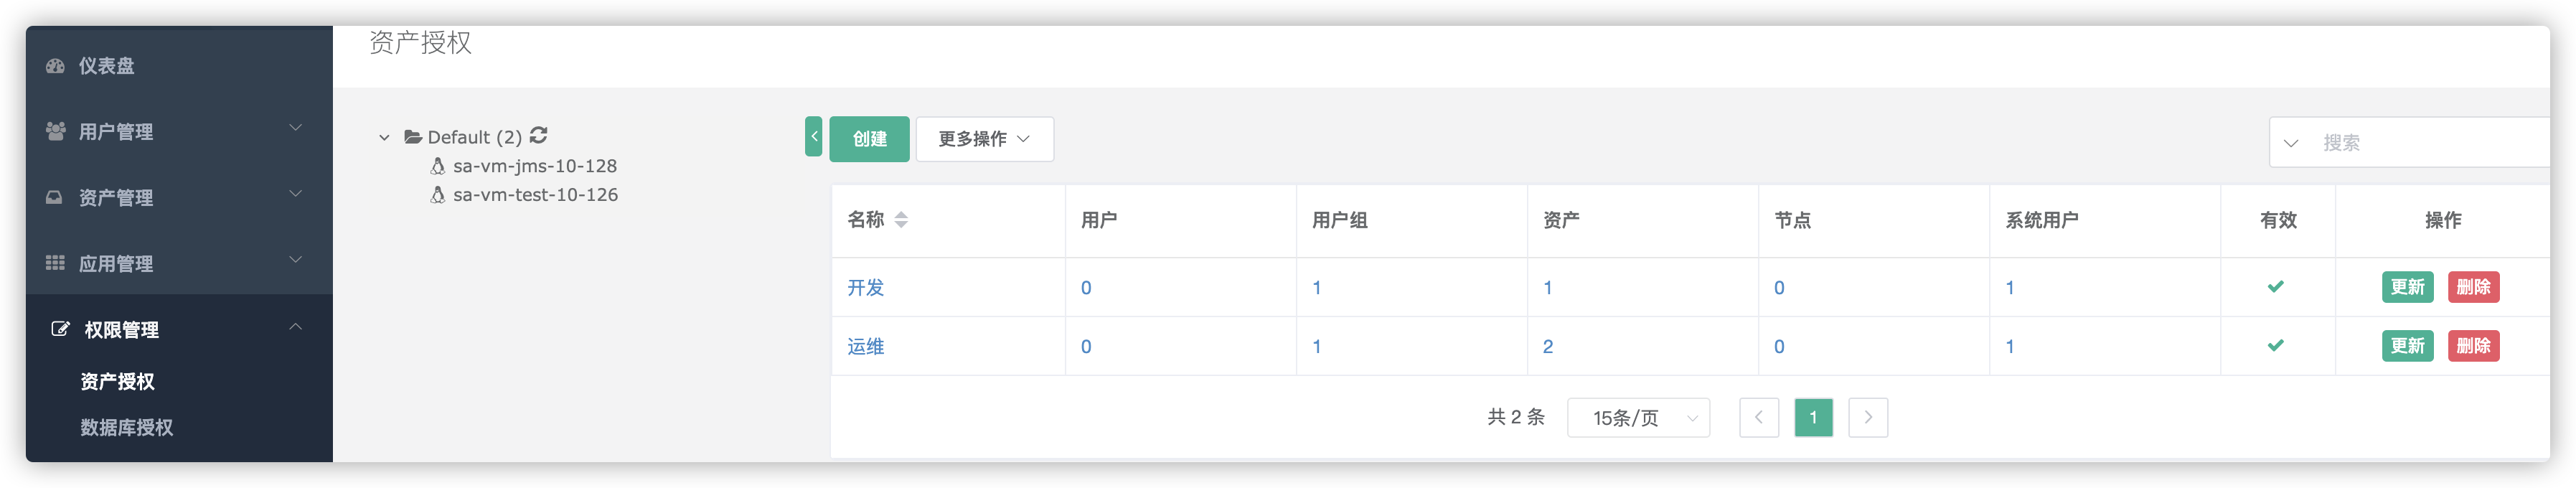 资产授权
仪表盘
用户管理
资产管理
应用管理
权限管理
资产授权
数据库授权
Default (2)
sa-vm-jms-10-128
sa-vm-test-10-126
创建 更多操作 搜索
名称 用户 用户组 资产 节点 系统用户 有效 操作
开发 0 1 1 0 1 更新 删除
运维 0 1 2 0 1 更新 删除
共 2 条 15条/页 1